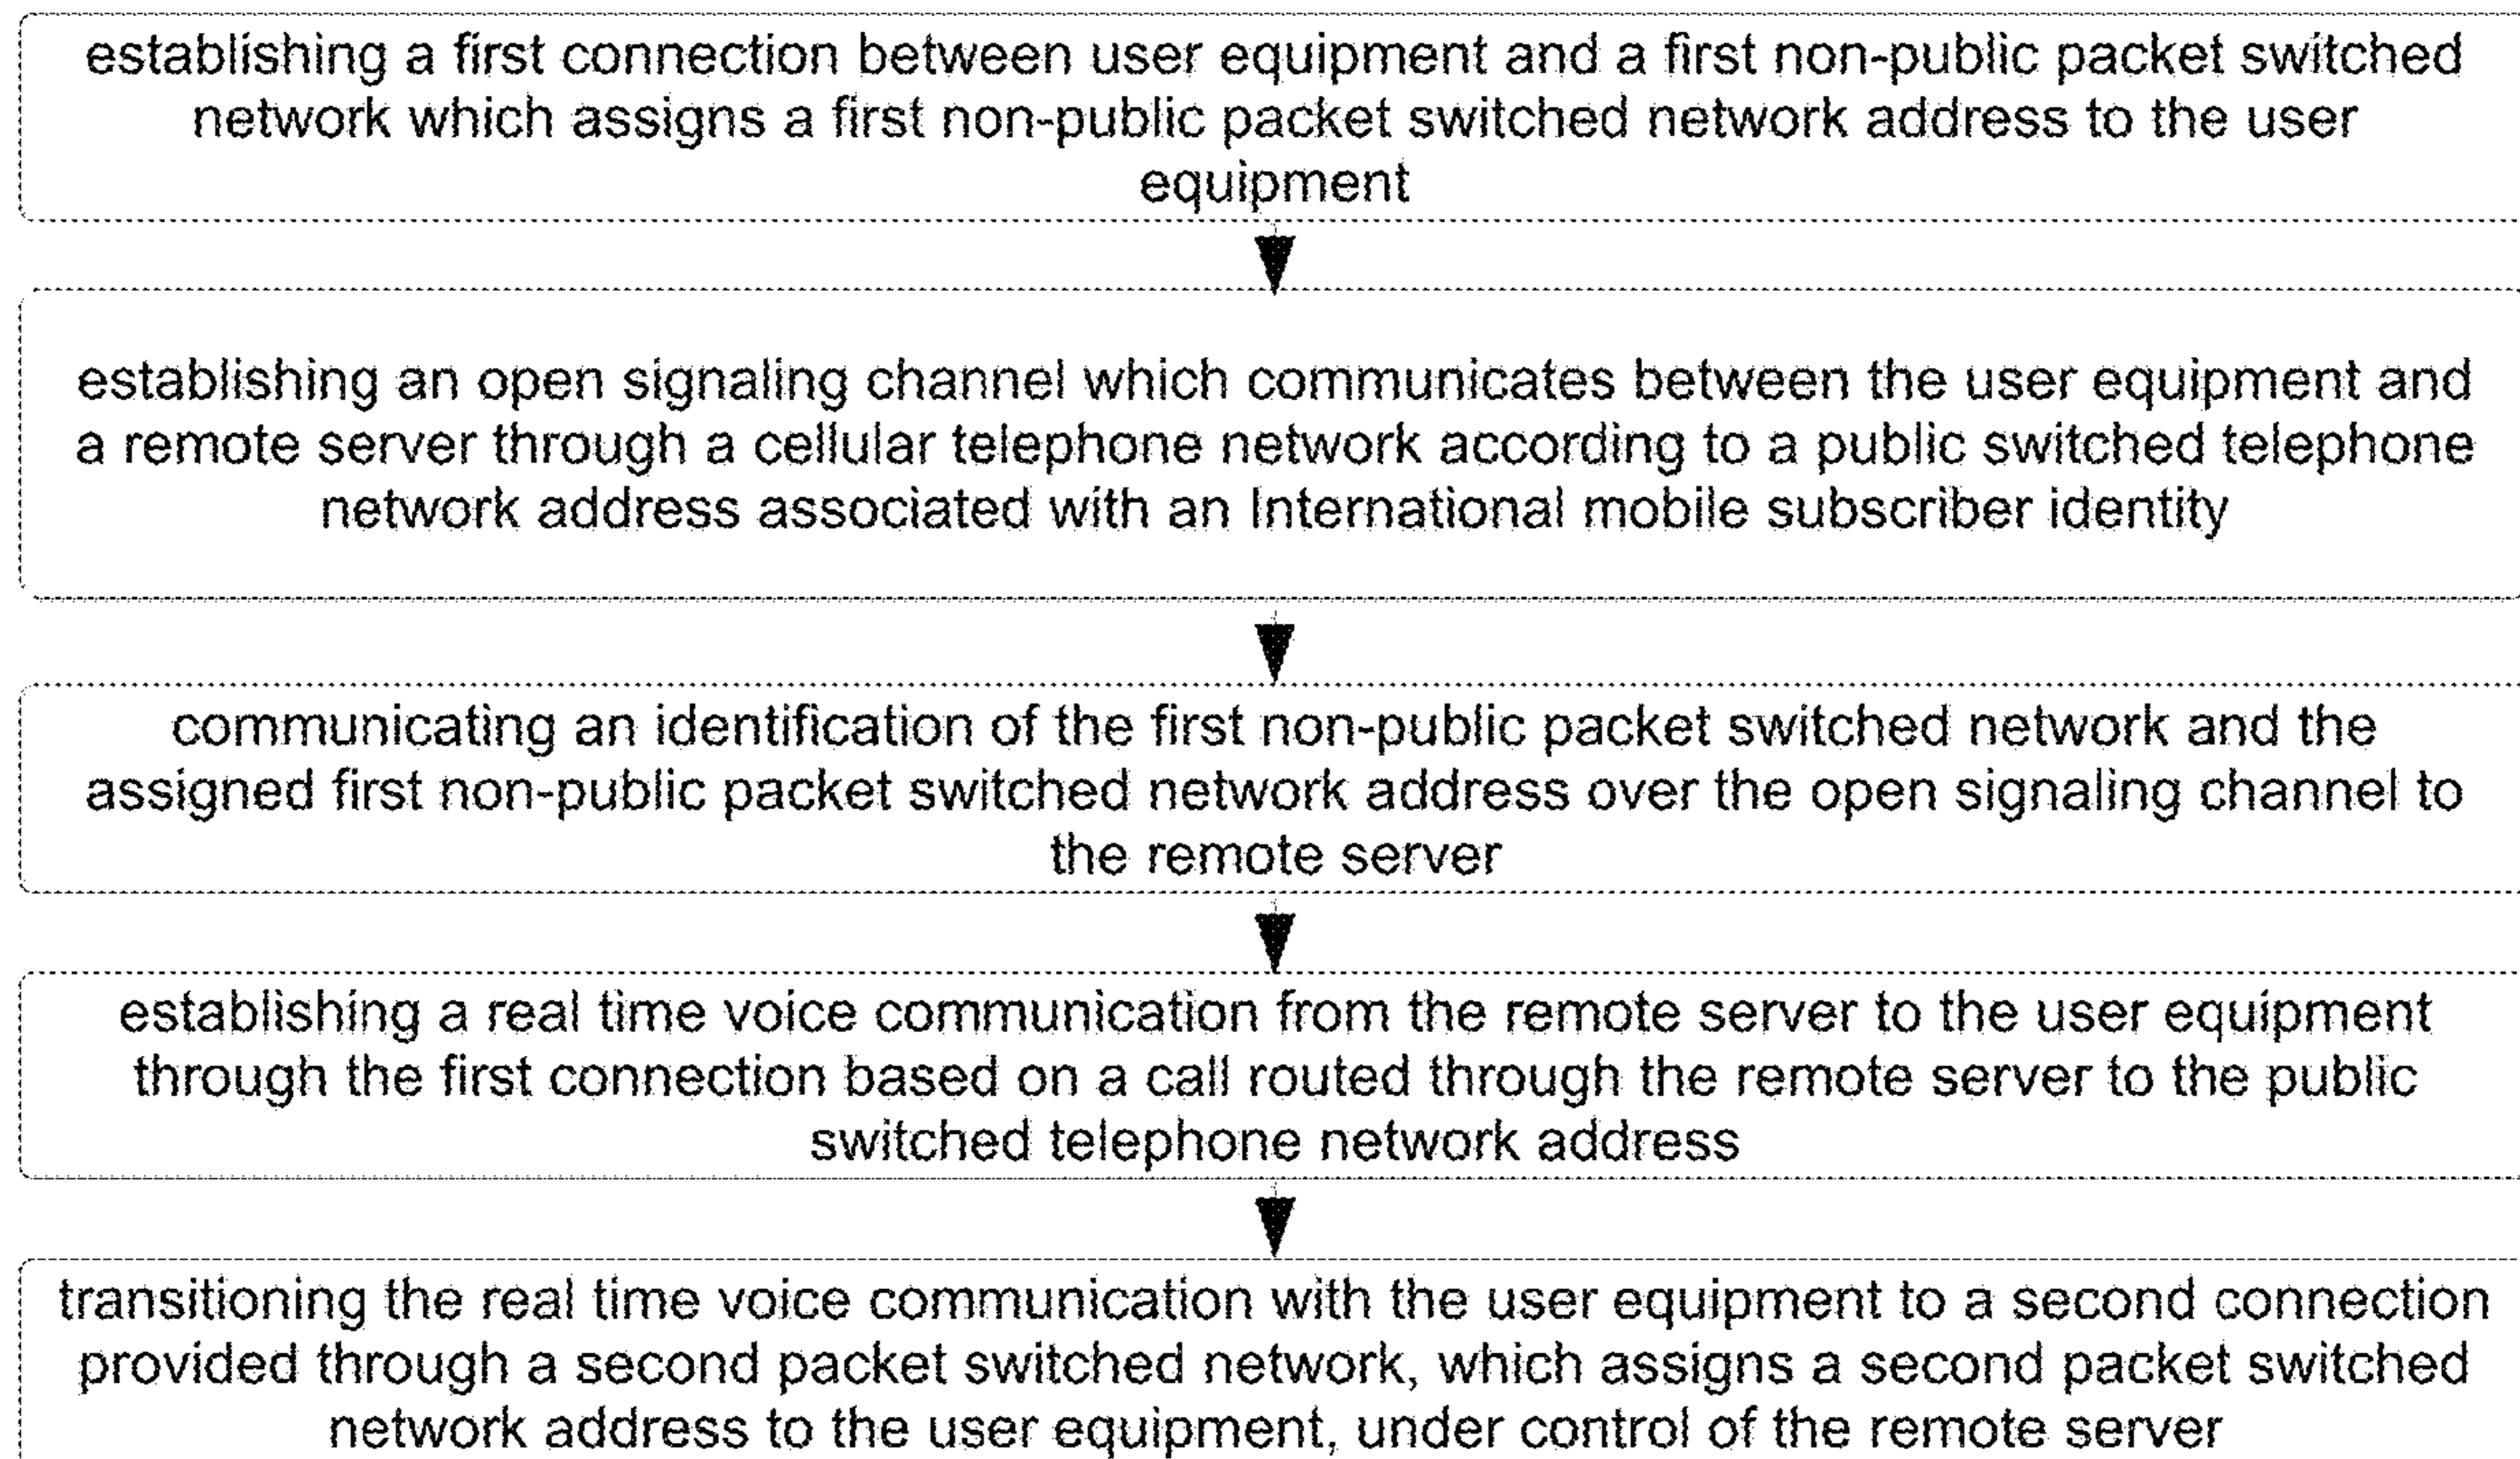 establishing a first connection between user equipment and a first non-public packet switched
network which assigns a first non-public packet switched network address to the user
equipment
establishing an open signaling channel which communicates between the user equipment and
a remote server through a cellular telephone network according to a public switched telephone
network address associated with an International mobile subscriber identity
communicating an identification of the first non-public packet switched network and the
assigned first non-public packet switched network address over the open signaling channel to
the remote server
establishing a real time voice communication from the remote server to the user equipment
through the first connection based on a call routed through the remote server to the public
switched telephone network address
transitioning the real time voice communication with the user equipment to a second connection
provided through a second packet switched network, which assigns a second packet switched
network address to the user equipment, under control of the remote server